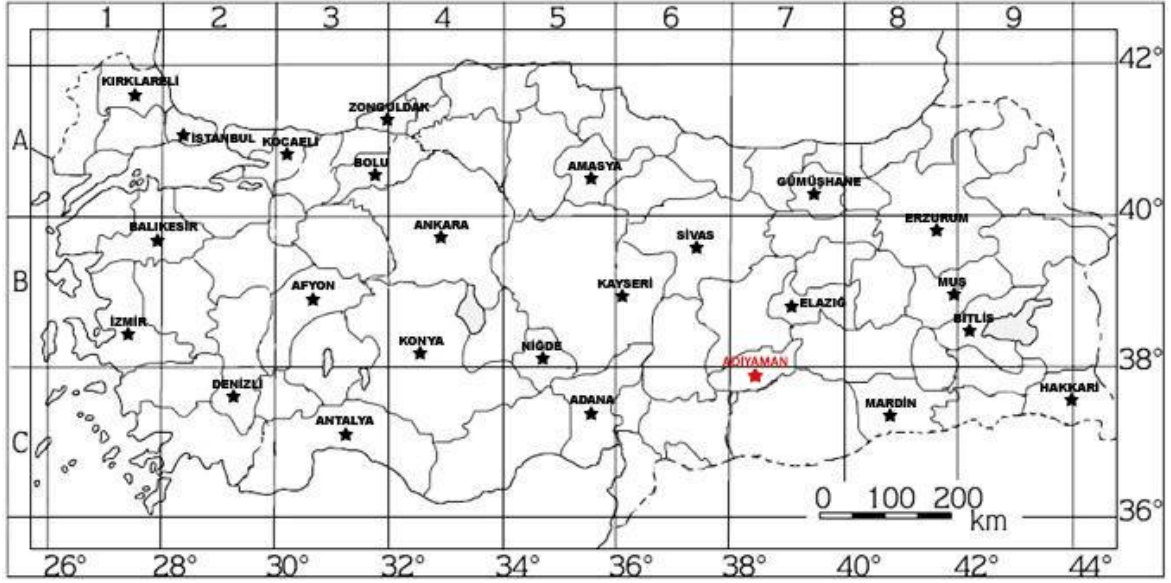 1 2 3 4 5 6 7 8 9
42°
KIRKLARELİ
ZONGULDAK
A
İSTANBUL
KOCAELİ
BOLU
AMASYA
GÜMÜŞHANE
40°
BALIKESİR
ANKARA
SİVAS
ERZURUM
B
AFYON
KAYSERİ
ELAZIĞ
MUŞ
İZMİR
KONYA
NİĞDE
BİTLİS
38°
ADIYAMAN
DENİZLİ
ADANA
MARDİN
HAKKARİ
ANTALYA
C
0 100 200
km
36°
26° 28° 30° 32° 34° 36° 38° 40° 42° 44°